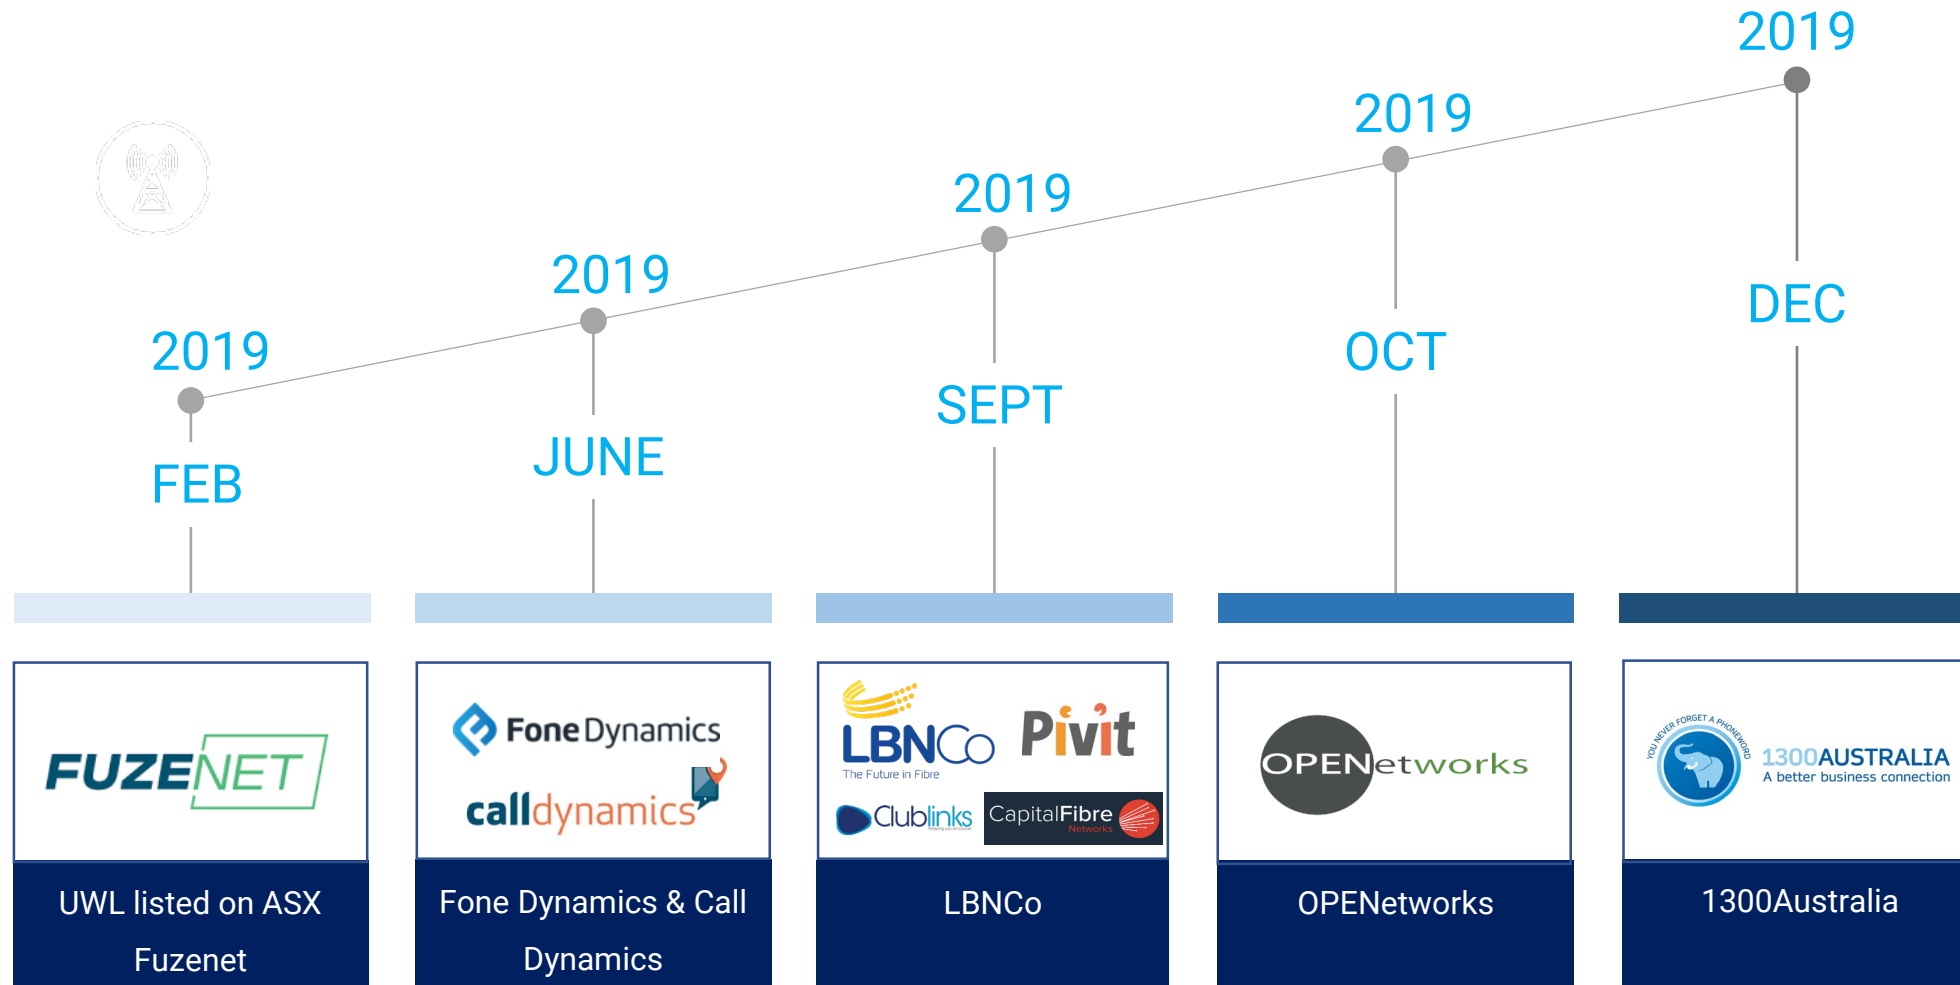 2019
2019
2019
2019
2019
FEB
JUNE
SEPT
OCT
DEC
FUZENET
FoneDynamics
calldynamics
LBNCo
The Future in Fibre
Pivit
Clublinks
CapitalFibre
Networks
OPENetworks
YOU NEVER FORGET A PHONEWORD
1300AUSTRALIA
A better business connection
UWL listed on ASX
Fuzenet
Fone Dynamics & Call
Dynamics
LBNCo
OPENetworks
1300Australia